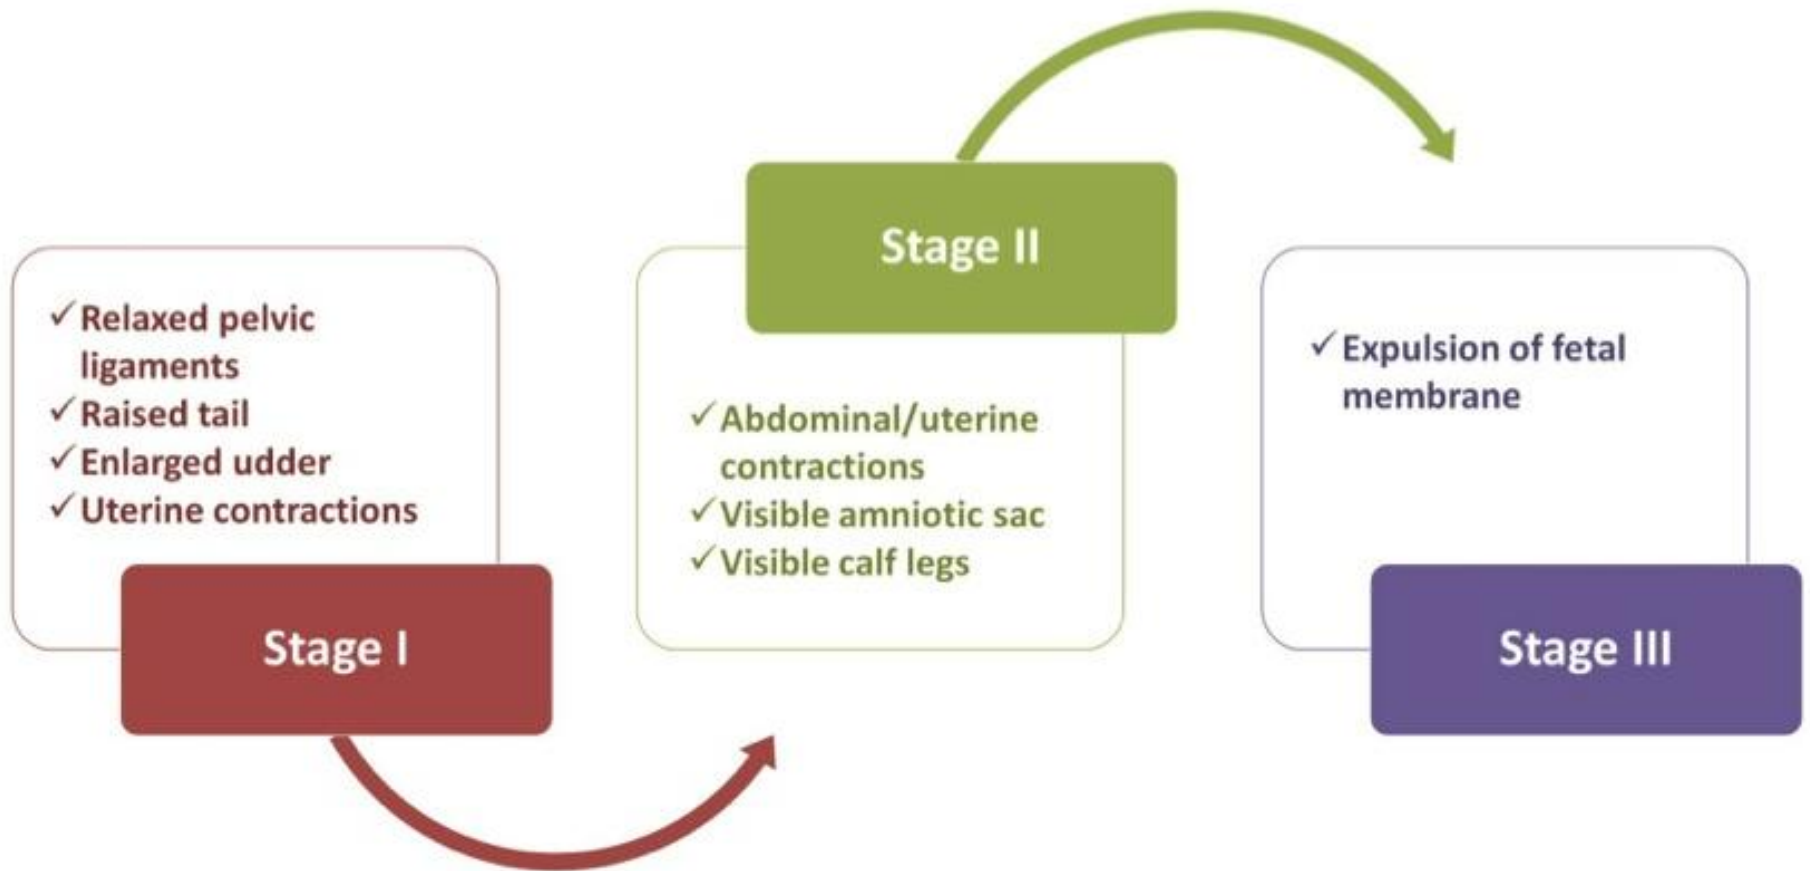 ✓Relaxed pelvic
ligaments
✓Raised tail
✓Enlarged udder
✓Uterine contractions
Stage I
Stage II
✓Abdominal/uterine
contractions
✓Visible amniotic sac
✓Visible calf legs
✓Expulsion of fetal
membrane
Stage III